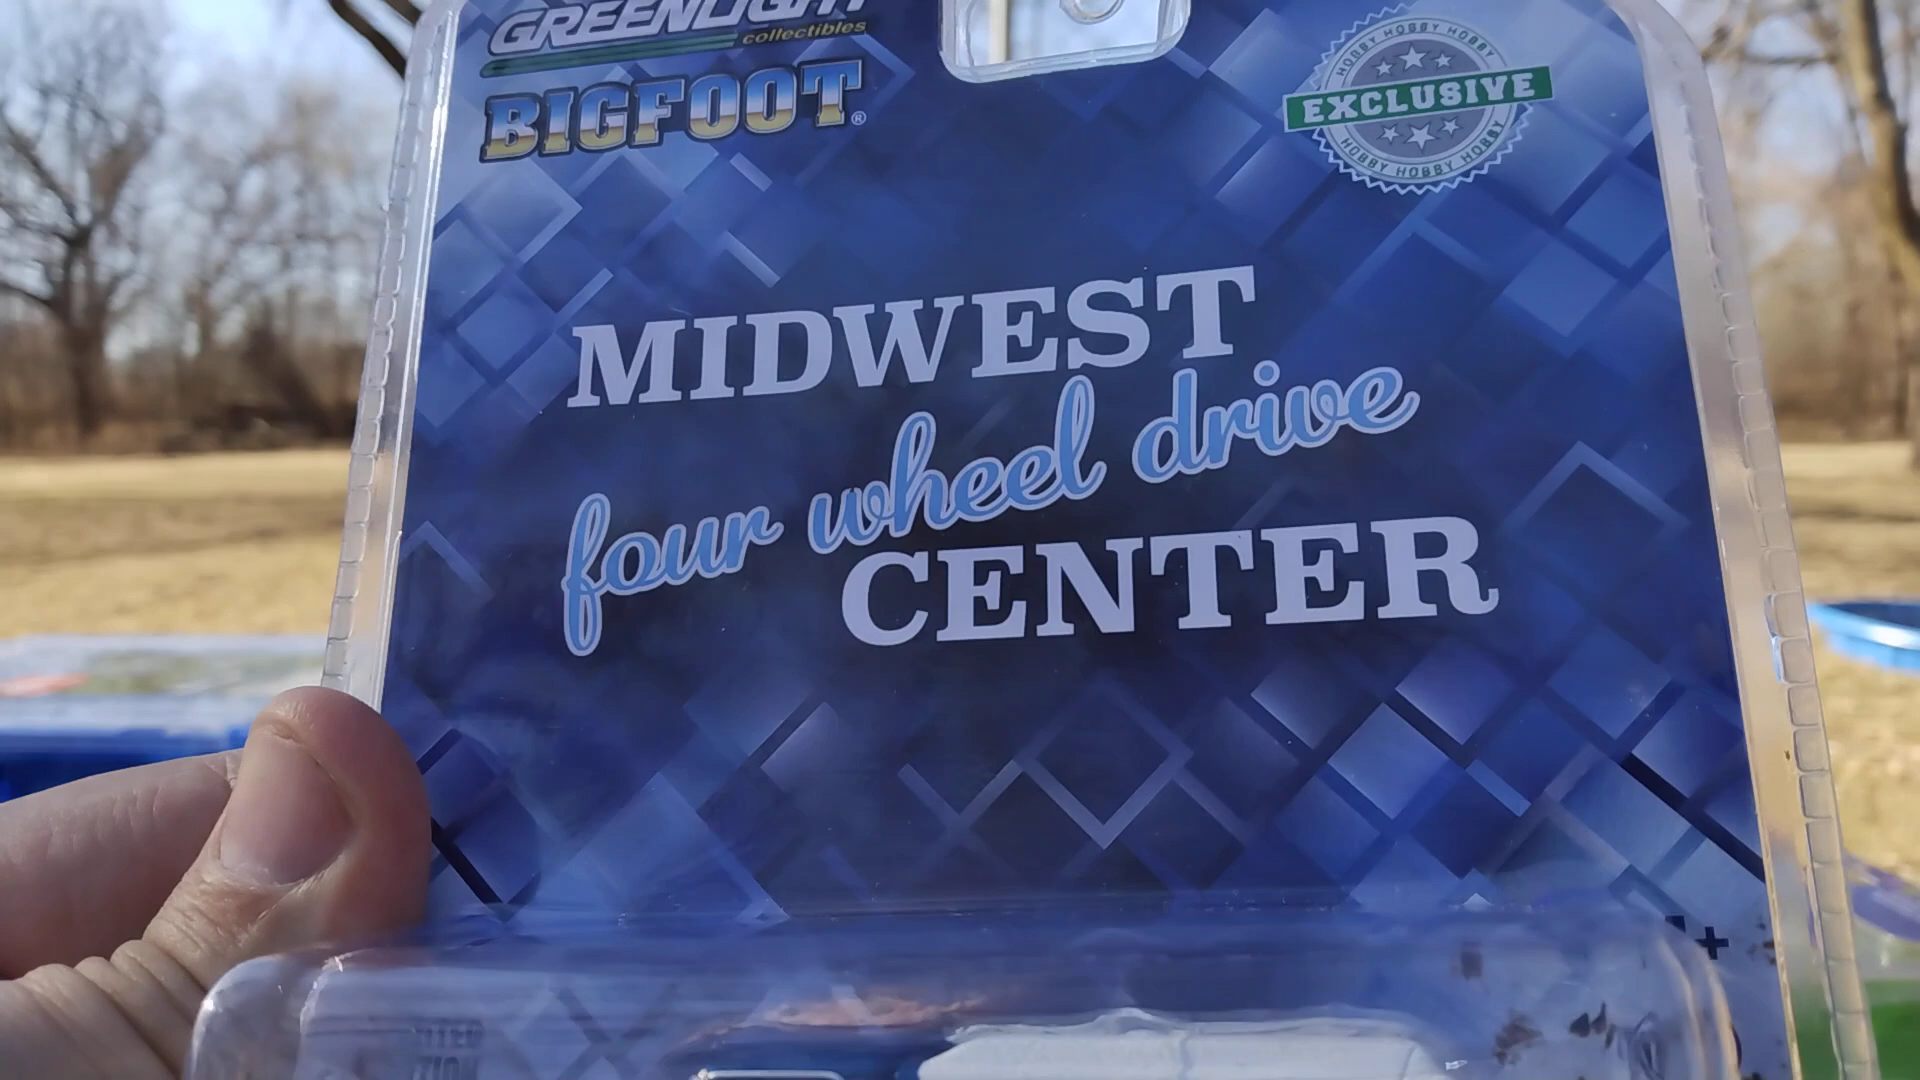 GREENLIGHT
collectibles
BIGFOOT®
HOBBY HOBBY HOBBY
EXCLUSIVE
HOBBY HOBBY HOBBY
MIDWEST
four wheel drive
CENTER